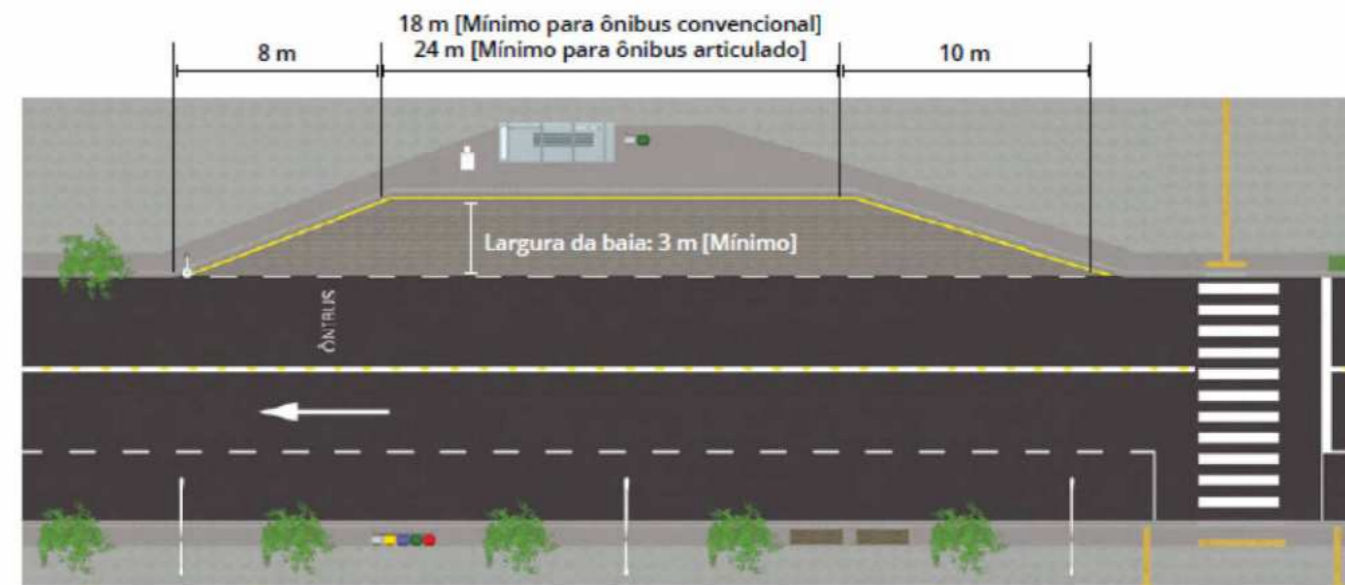 18 m [Mínimo para ônibus convencional]
8 m
24 m [Mínimo para ônibus articulado]
10 m
Largura da baia: 3 m [Mínimo]
ÔNIBUS